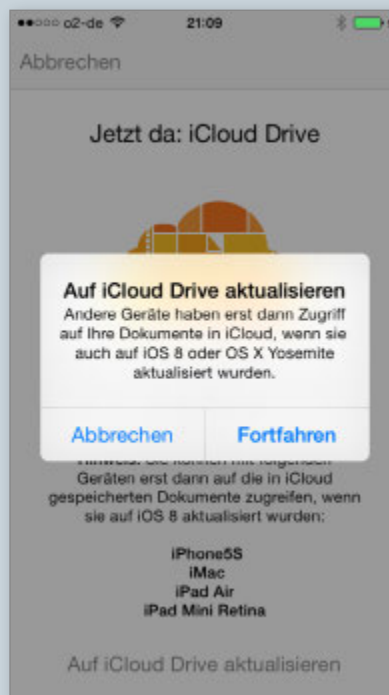 o2-de
21:09
Abbrechen
Jetzt da: iCloud Drive
Auf iCloud Drive aktualisieren
Andere Geräte haben erst dann Zugriff
auf Ihre Dokumente in iCloud, wenn sie
auch auf iOS 8 oder OS X Yosemite
aktualisiert wurden.
Abbrechen
Fortfahren
Geräten erst dann auf die in iCloud
gespeicherten Dokumente zugreifen, wenn
sie auf iOS 8 aktualisiert wurden:
iPhone5S
iMac
iPad Air
iPad Mini Retina
Auf iCloud Drive aktualisieren